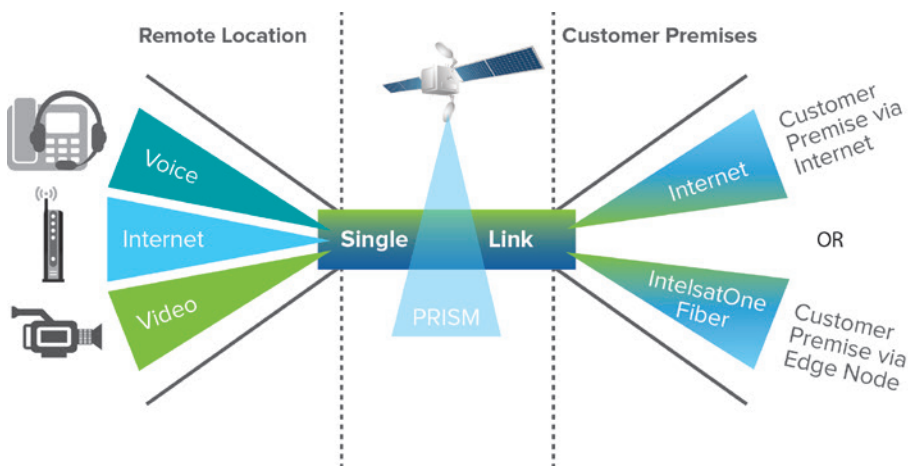 Remote Location
Customer Premises
Voice
Internet
Video
Single Link
PRISM
Internet
IntelsatOne
Fiber
Customer
Premise via
Internet
OR
Customer
Premise via
Edge Node